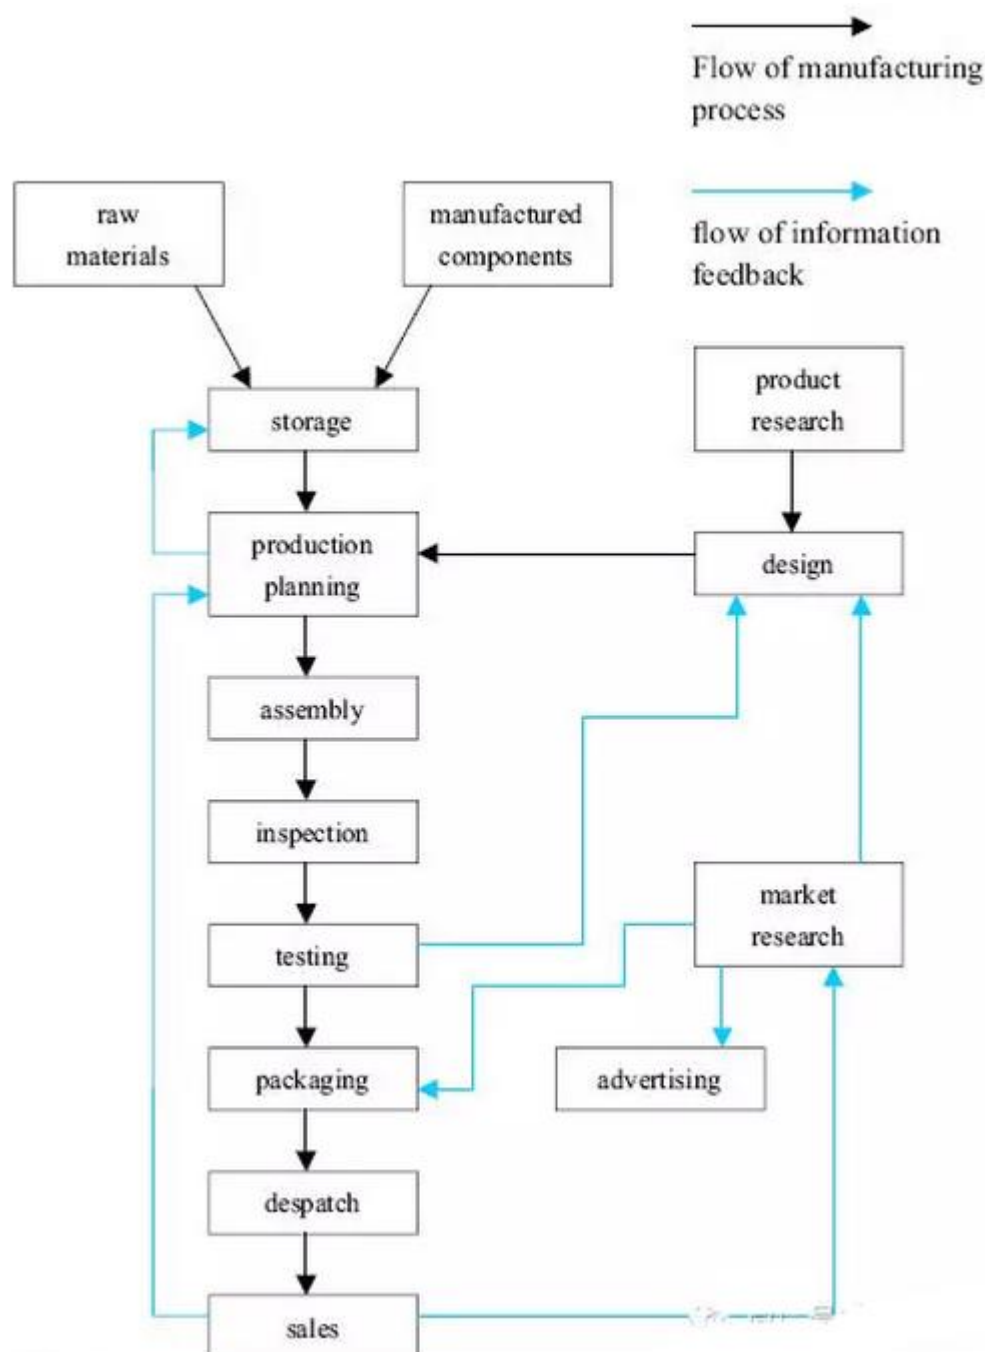 Flow of manufacturing
process
flow of information
feedback
raw
materials
manufactured
components
product
research
storage
production
planning
design
assembly
inspection
market
research
testing
packaging
advertising
despatch
sales